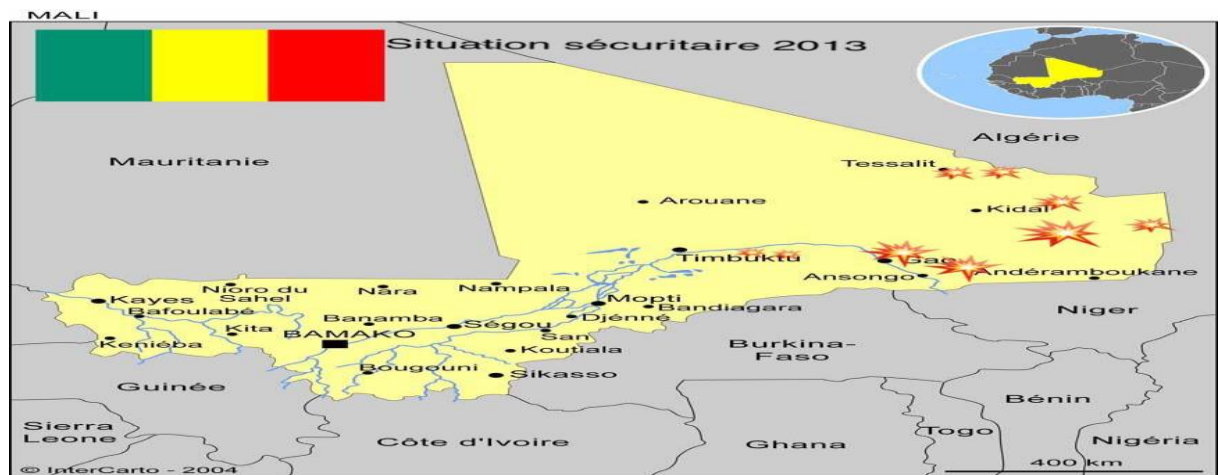 MALI
Situation sécuritaire 2013
Algérie
Mauritanie
Tessalit
Arouane
Kidal
Timbuktu
Gao
Ansongo
Andéramboukane
Nioro du
Sahel
Nara
Nampala
Kayes
Bafoulabé
Mopti
Bandiagara
Niger
Banamba
Ségou
Djénné
Kita
BAMAKO
San
Keniéba
Koutiala
Burkina-
Faso
Guinée
Bougouni
Sikasso
Bénin
Sierra
Leone
Côte d'Ivoire
Ghana
Togo
Nigéria
© InterCarto - 2004
400 km